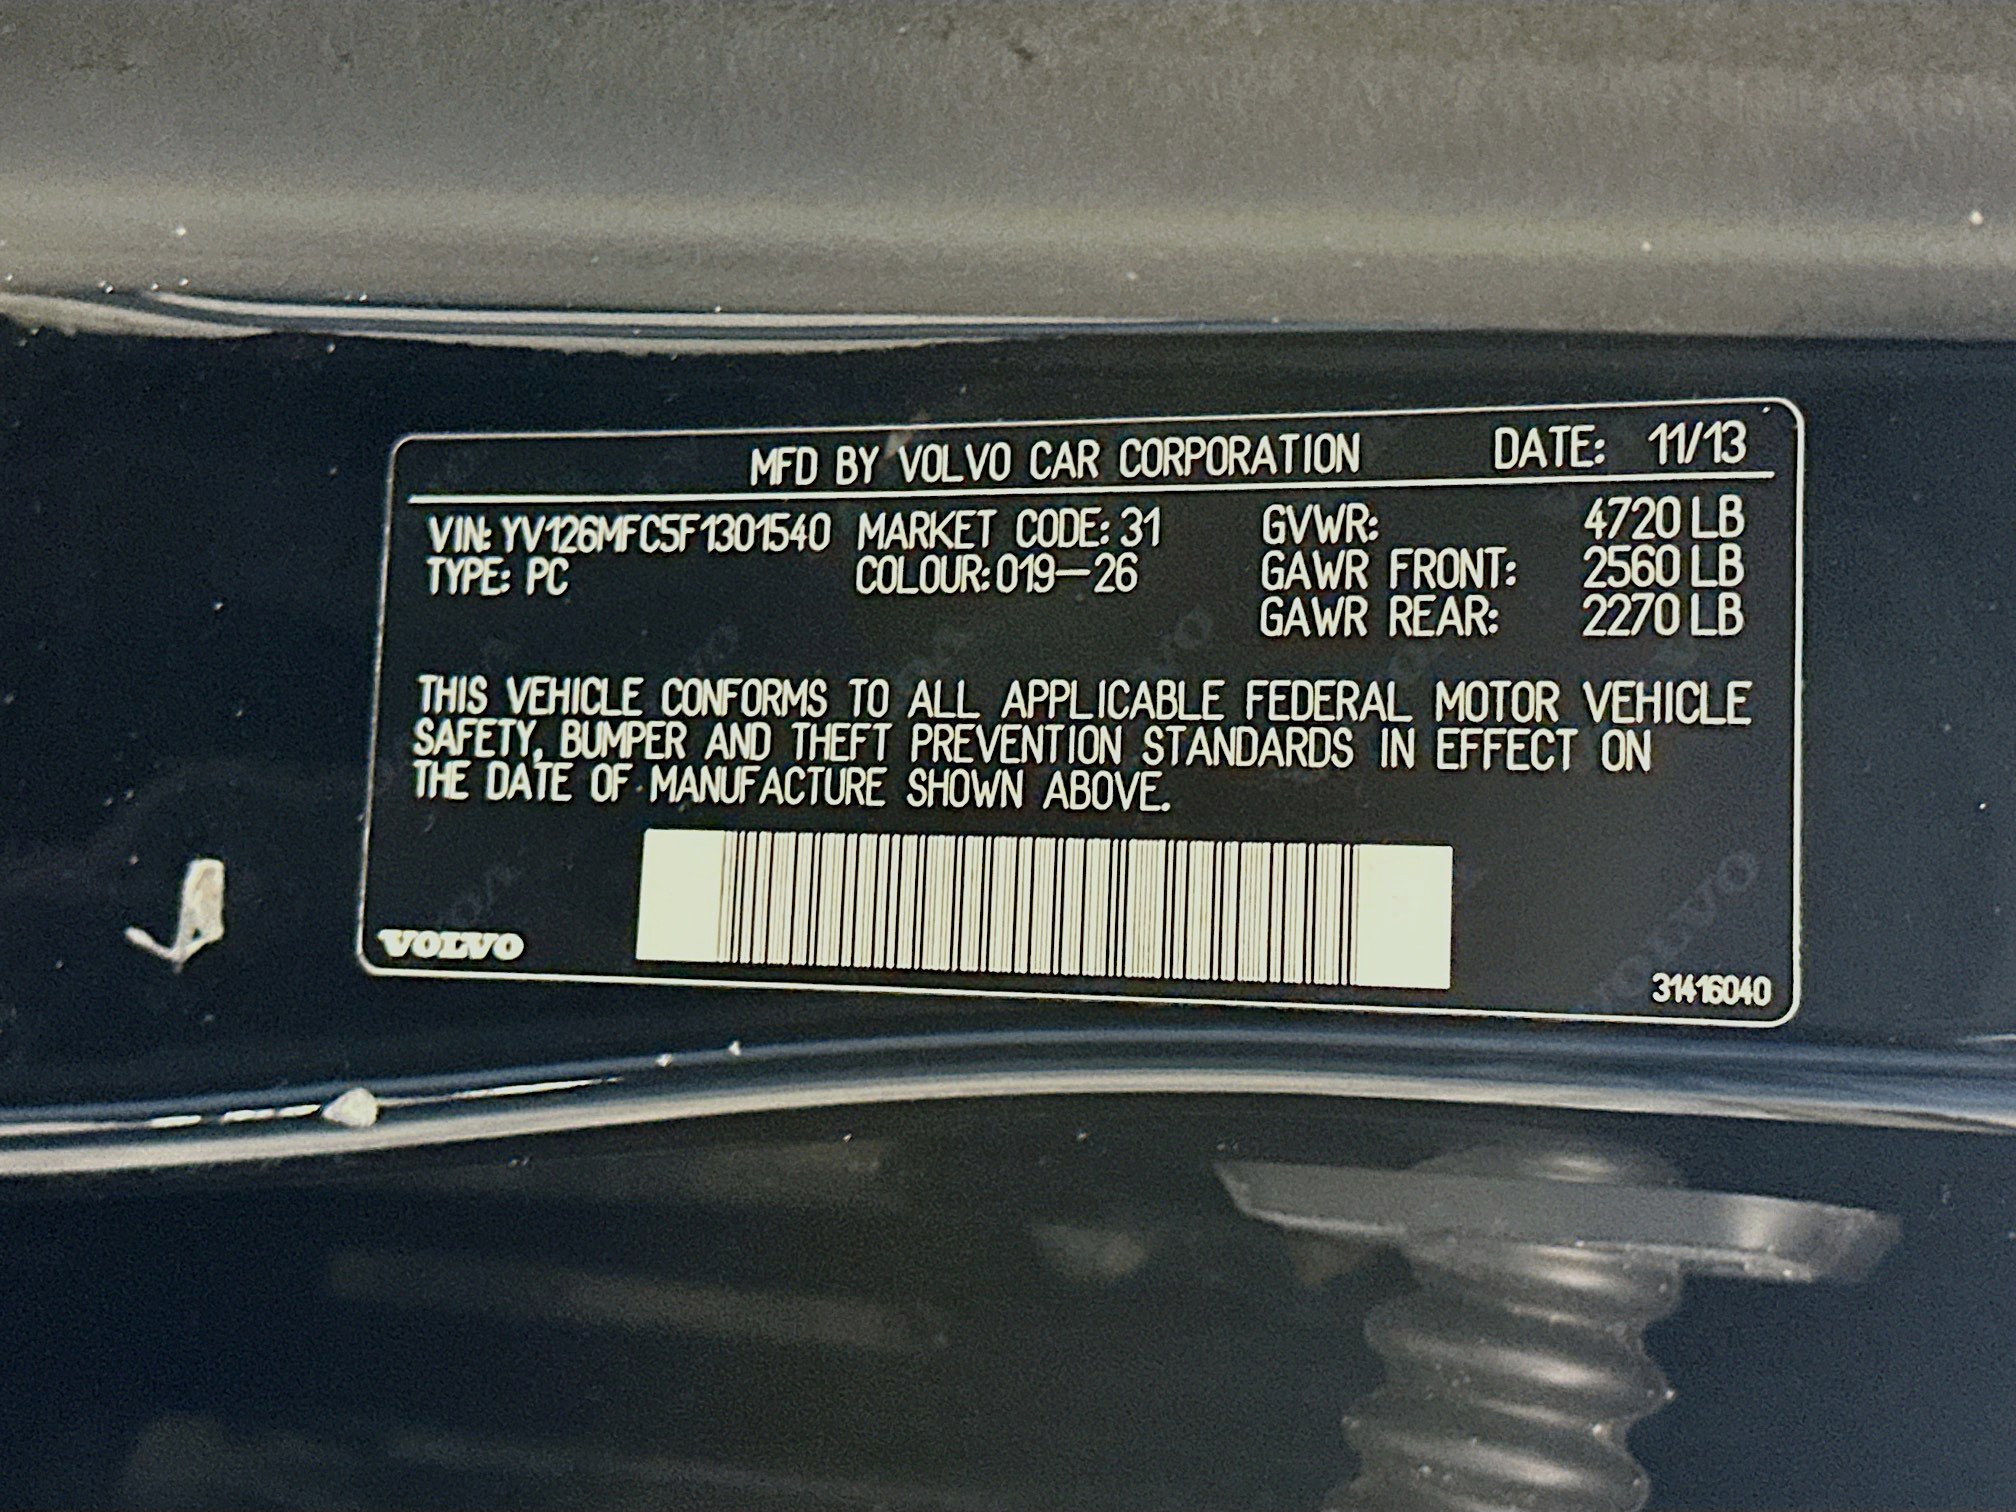 MFD BY VOLVO CAR CORPORATION DATE: 11/13
VIN: YV126MFC5F1301540 MARKET CODE: 31 GVWR: 4720 LB
TYPE: PC COLOUR: 019-26 GAWR FRONT: 2560 LB
GAWR REAR: 2270 LB
THIS VEHICLE CONFORMS TO ALL APPLICABLE FEDERAL MOTOR VEHICLE
SAFETY, BUMPER AND THEFT PREVENTION STANDARDS IN EFFECT ON
THE DATE OF MANUFACTURE SHOWN ABOVE.
VOLVO
31416040